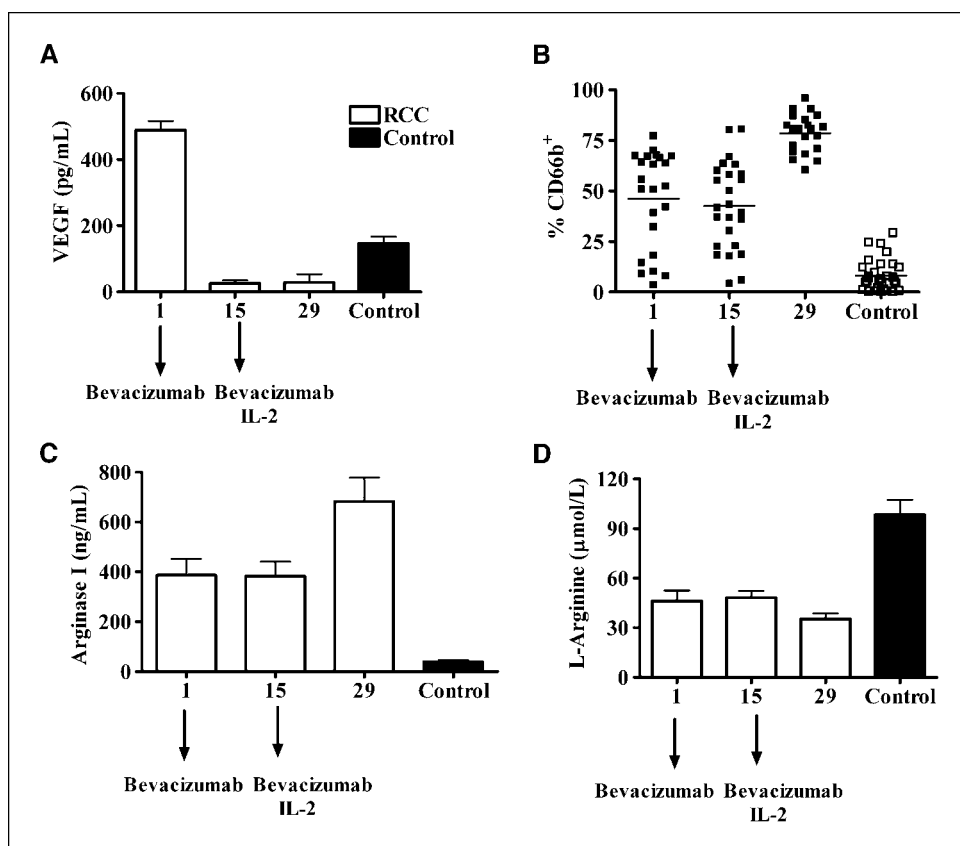 A
VEGF (pg/mL)
600
400
200
0
RCC
Control
1 15 29 Control
Bevacizumab Bevacizumab
IL-2
B
% CD66b+
100
75
50
25
0
1 15 29 Control
Bevacizumab Bevacizumab
IL-2
C
Arginase I (ng/mL)
800
600
400
200
0
1 15 29 Control
Bevacizumab Bevacizumab
IL-2
D
L-Arginine (µmol/L)
120
90
60
30
0
1 15 29 Control
Bevacizumab Bevacizumab
IL-2